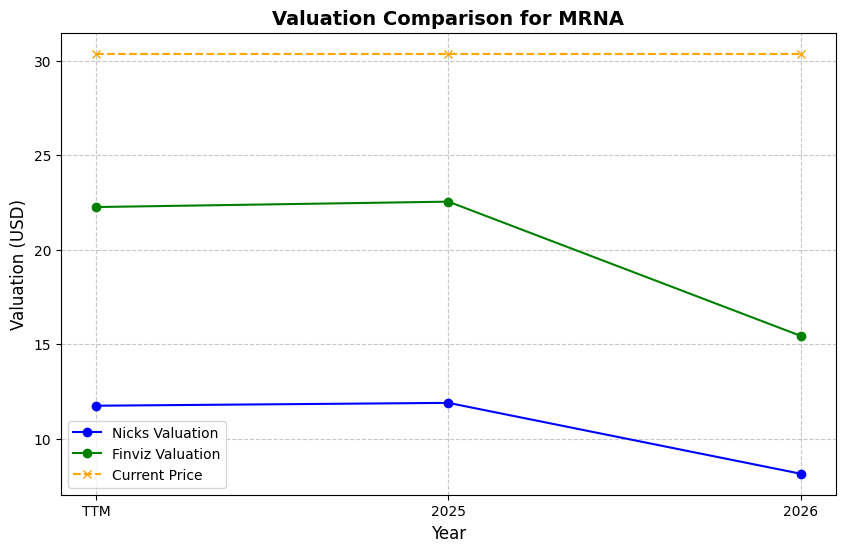 Valuation Comparison for MRNA
Valuation (USD)
30
25
20
15
10
Nicks Valuation
Finviz Valuation
Current Price
TTM 2025 2026
Year